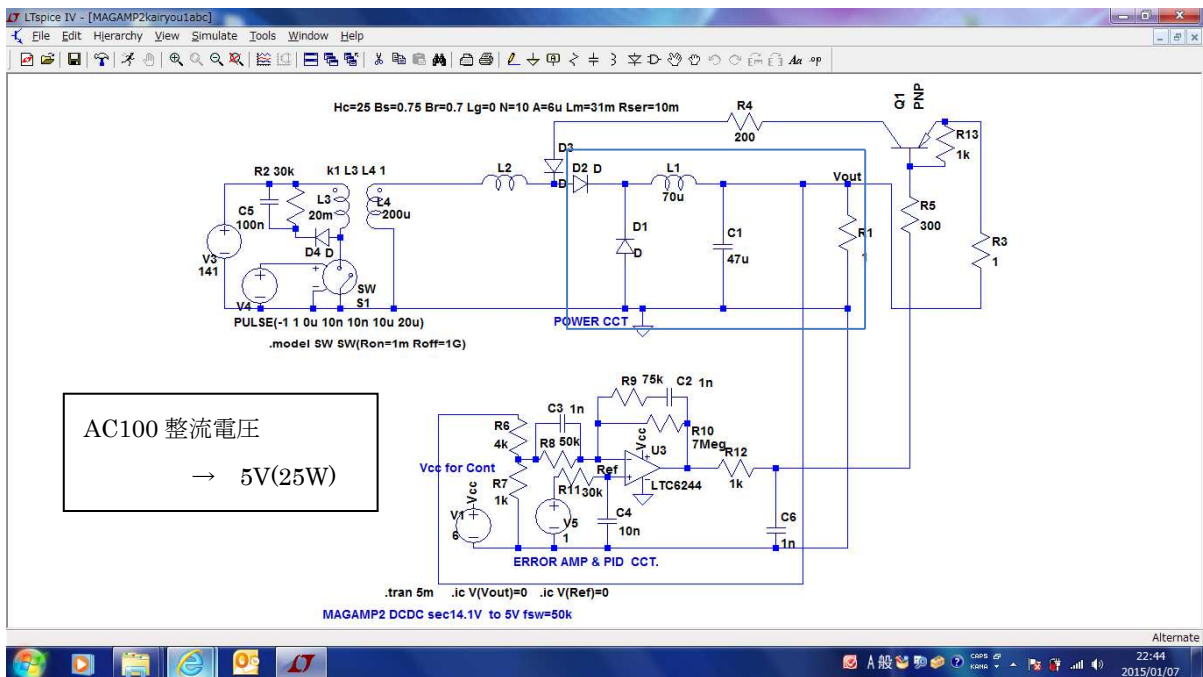 LTspice IV - [MAGAMP2kairyou1abc]
File Edit Hierarchy View Simulate Tools Window Help
Hc=25 Bs=0.75 Br=0.7 Lg=0 N=10 A=6u Lm=31m Rser=10m
R4
200
Q1
PNP
R13
1k
R2 30k
k1 L3 L4 1
C5
100n
L3
20m
L4
200u
D4 D
V3
141
V4
SW
S1
PULSE(-1 1 0u 10n 10n 10u 20u)
.model SW SW(Ron=1m Roff=1G)
L2
D3
D
D2 D
L1
70u
D1
D
C1
47u
Vout
R1
R5
300
R3
1
POWER CCT
AC100 整流電圧
→ 5V(25W)
R9 75k
C2 1n
C3 1n
R6
4k
R8 50k
R10
7Meg
Vcc
U3
LTC6244
R12
1k
Vcc for Cont
Ref
R7
1k
R11 30k
V1
6
Vcc
V5
1
C4
10n
C6
1n
ERROR AMP & PID CCT.
.tran 5m .ic V(Vout)=0 .ic V(Ref)=0
MAGAMP2 DCDC sec14.1V to 5V fsw=50k
Alternate
A 般
CAPS
KANA
22:44
2015/01/07